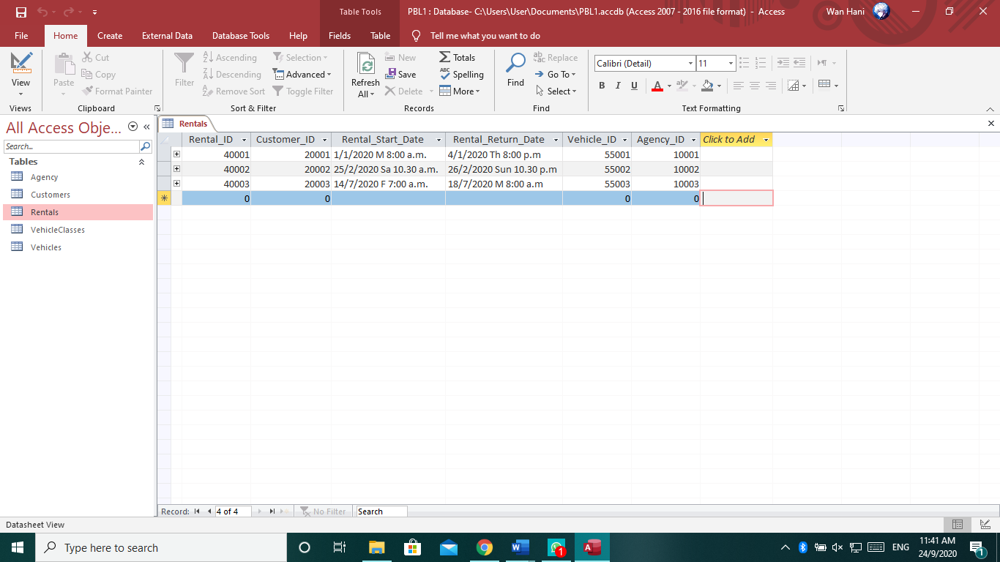 Table Tools
PBL1 : Database- C:\Users\User\Documents\PBL1.accdb (Access 2007 - 2016 file format) - Access
Wan Hani
File Home Create External Data Database Tools Help Fields Table Tell me what you want to do
View
Views
Paste
Cut
Copy
Format Painter
Clipboard
Filter
Ascending
Descending
Remove Sort
Selection
Advanced
Toggle Filter
Sort & Filter
Refresh
All
New
Save
Delete
Totals
Spelling
More
Records
Find
Replace
Go To
Select
Find
Calibri (Detail) 11
B I U A
Text Formatting
All Access Obje...
Search...
Tables
Agency
Customers
Rentals
VehicleClasses
Vehicles
Rentals
Rental_ID Customer_ID Rental_Start_Date Rental_Return_Date Vehicle_ID Agency_ID Click to Add
40001 20001 1/1/2020 M 8:00 a.m. 4/1/2020 Th 8:00 p.m 55001 10001
40002 20002 25/2/2020 Sa 10.30 a.m. 26/2/2020 Sun 10.30 p.m 55002 10002
40003 20003 14/7/2020 F 7:00 a.m. 18/7/2020 M 8:00 a.m 55003 10003
0 0 0 0
Record: 4 of 4 No Filter Search
Datasheet View
Type here to search
1
ENG
11:41 AM
24/9/2020
1